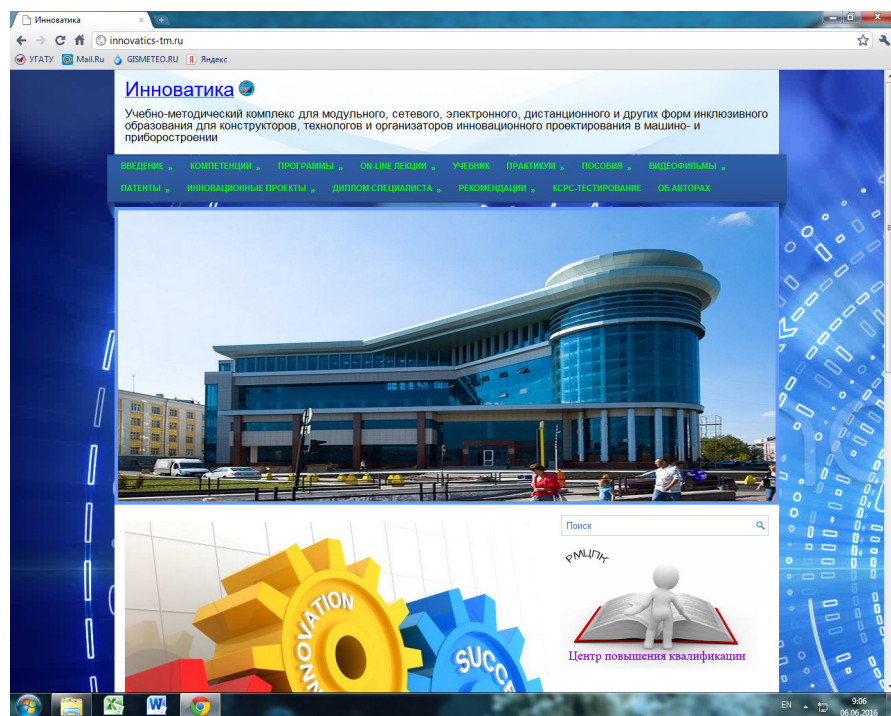 Инноватика
innovatics-tm.ru
УГАТУ Mail.Ru GISMETEO.RU Яндекс
Инноватика
Учебно-методический комплекс для модульного, сетевого, электронного, дистанционного и других форм инклюзивного
образования для конструкторов, технологов и организаторов инновационного проектирования в машино- и
приборостроении
ВВЕДЕНИЕ » КОМПЕТЕНЦИИ » ПРОГРАММЫ » ON-LINE ЛЕКЦИИ » УЧЕБНИК ПРАКТИКУМ » ПОСОБИЯ » ВИДЕОФИЛЬМЫ »
ПАТЕНТЫ » ИННОВАЦИОННЫЕ ПРОЕКТЫ » ДИПЛОМ СПЕЦИАЛИСТА » РЕКОМЕНДАЦИИ » КСРС-ТЕСТИРОВАНИЕ ОБ АВТОРАХ
Поиск
РМЦПК
INNOVATION
SUCCE
Центр повышения квалификации
EN 9:06
06.06.2016